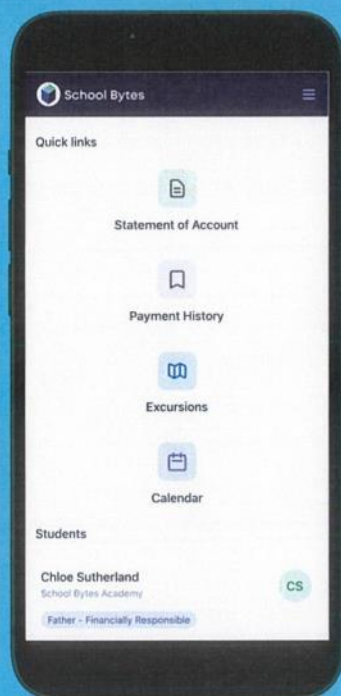 School Bytes
Quick links
Statement of Account
Payment History
Excursions
Calendar
Students
Chloe Sutherland
CS
School Bytes Academy
Father - Financially Responsible